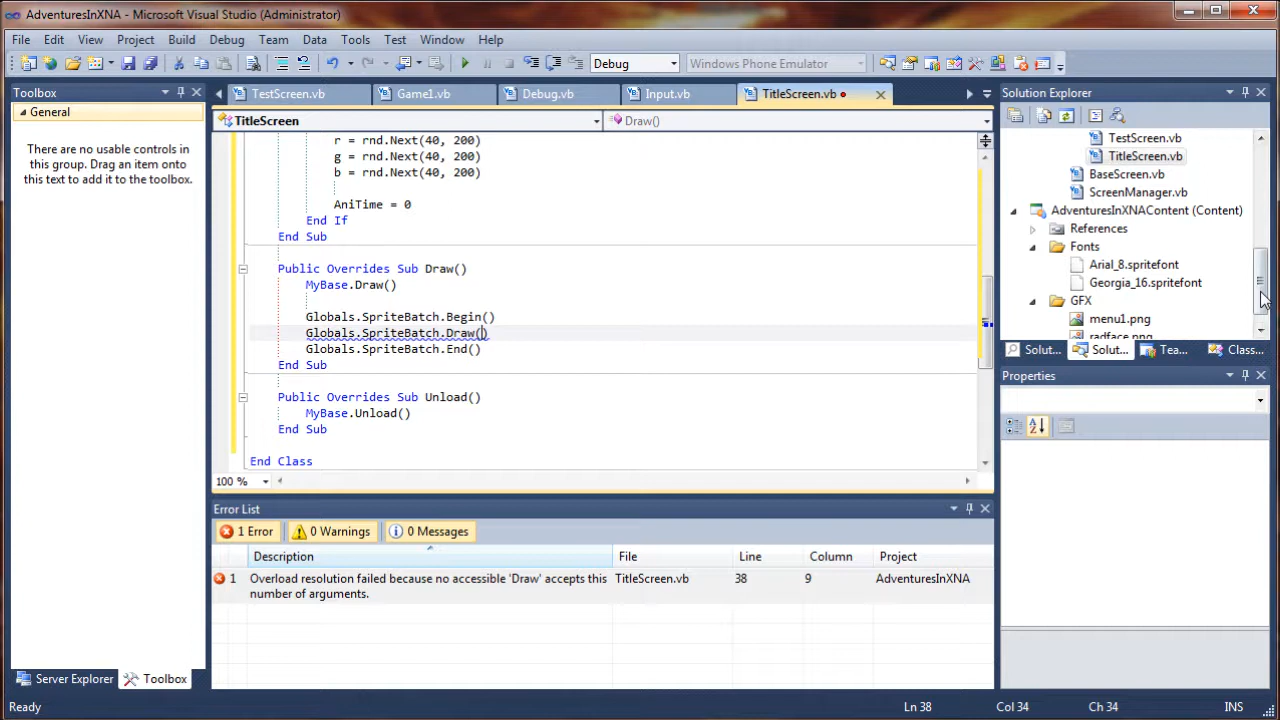 AdventuresInXNA - Microsoft Visual Studio (Administrator)
File Edit View Project Build Debug Team Data Tools Test Window Help
Debug Windows Phone Emulator
Toolbox
General
There are no usable controls in
this group. Drag an item onto
this text to add it to the toolbox.
Server Explorer Toolbox
TestScreen.vb Game1.vb Debug.vb Input.vb TitleScreen.vb
TitleScreen Draw()
r = rnd.Next(40, 200)
g = rnd.Next(40, 200)
b = rnd.Next(40, 200)
AniTime = 0
End If
End Sub
Public Overrides Sub Draw()
MyBase.Draw()
Globals.SpriteBatch.Begin()
Globals.SpriteBatch.Draw()
Globals.SpriteBatch.End()
End Sub
Public Overrides Sub Unload()
MyBase.Unload()
End Sub
End Class
100 %
Error List
1 Error 0 Warnings 0 Messages
Description File Line Column Project
1 Overload resolution failed because no accessible 'Draw' accepts this TitleScreen.vb 38 9 AdventuresInXNA
number of arguments.
Solution Explorer
TestScreen.vb
TitleScreen.vb
BaseScreen.vb
ScreenManager.vb
AdventuresInXNAContent (Content)
References
Fonts
Arial_8.spritefont
Georgia_16.spritefont
GFX
menu1.png
radface.png
Solut... Solut... Tea... Class...
Properties
Ready Ln 38 Col 34 Ch 34 INS